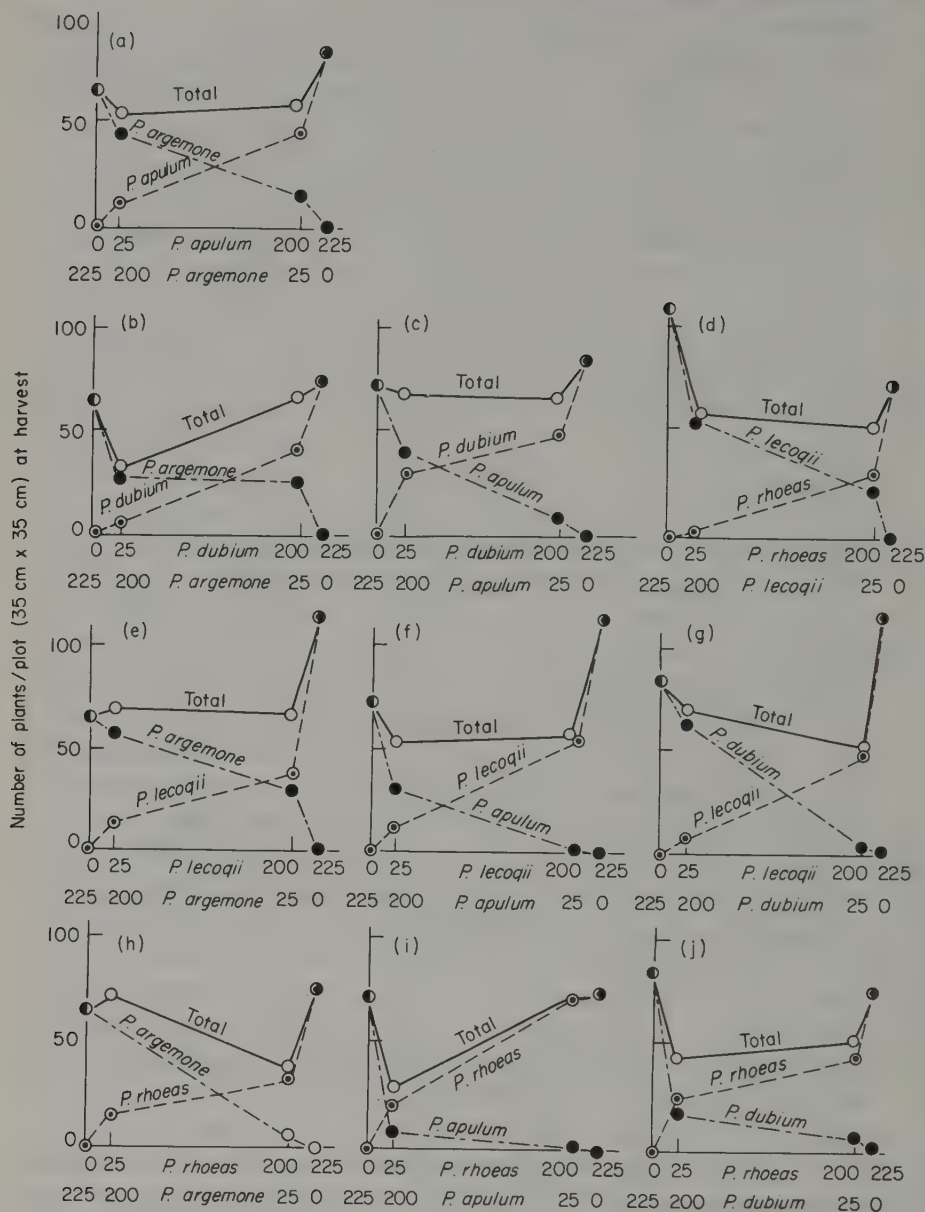 Number of plants/plot (35 cm x 35 cm) at harvest
100
(a)
Total
50
P. argemone
P. apulum
0
0 25 P. apulum 200 225
225 200 P. argemone 25 0
100
(b)
Total
50
P. argemone
P. dubium
0
25 P. dubium 200 225
225 200 P. argemone 25 0
(c)
Total
P. dubium
P. apulum
25 P. dubium 200 225
225 200 P. apulum 25 0
(d)
Total
P. lecoqii
P. rhoeas
0 25 P. rhoeas 200 225
225 200 P. lecoqii 25 0
100
(e)
Total
50
P. argemone
P. lecoqii
0
0 25 P. lecoqii 200 225
225 200 P. argemone 25 0
(f)
Total
P. lecoqii
P. apulum
0 25 P. lecoqii 200 225
225 200 P. apulum 25 0
(g)
Total
P. dubium
P. lecoqii
0 25 P. lecoqii 200 225
225 200 P. dubium 25 0
100
(h)
Total
50
P. argemone
P. rhoeas
0
0 25 P. rhoeas 200 225
225 200 P. argemone 25 0
(i)
Total
P. rhoeas
P. apulum
0 25 P. rhoeas 200 225
225 200 P. apulum 25 0
(j)
Total
P. rhoeas
P. dubium
0 25 P. rhoeas 200 225
225 200 P. dubium 25 0